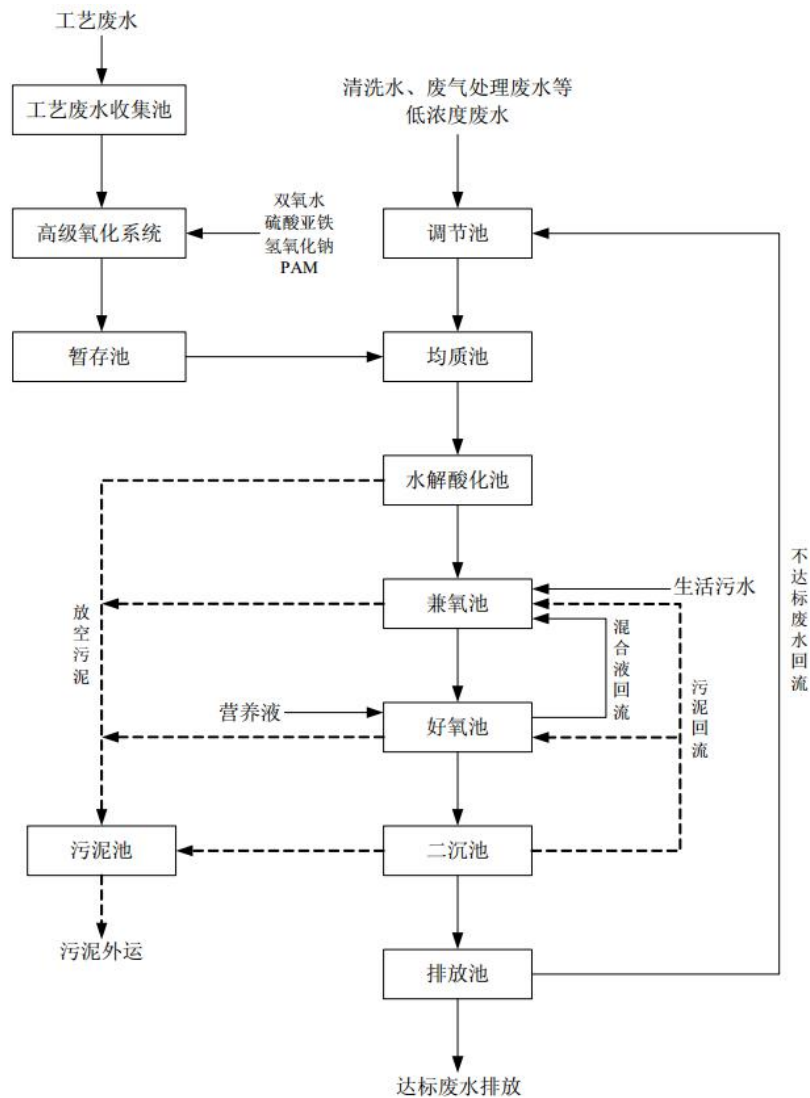 工艺废水
工艺废水收集池
清洗水、废气处理废水等
低浓度废水
双氧水
硫酸亚铁
氢氧化钠
PAM
高级氧化系统
调节池
暂存池
均质池
水解酸化池
不达标废水回流
兼氧池
生活污水
放空污泥
混合液回流
污泥回流
营养液
好氧池
污泥池
二沉池
污泥外运
排放池
达标废水排放